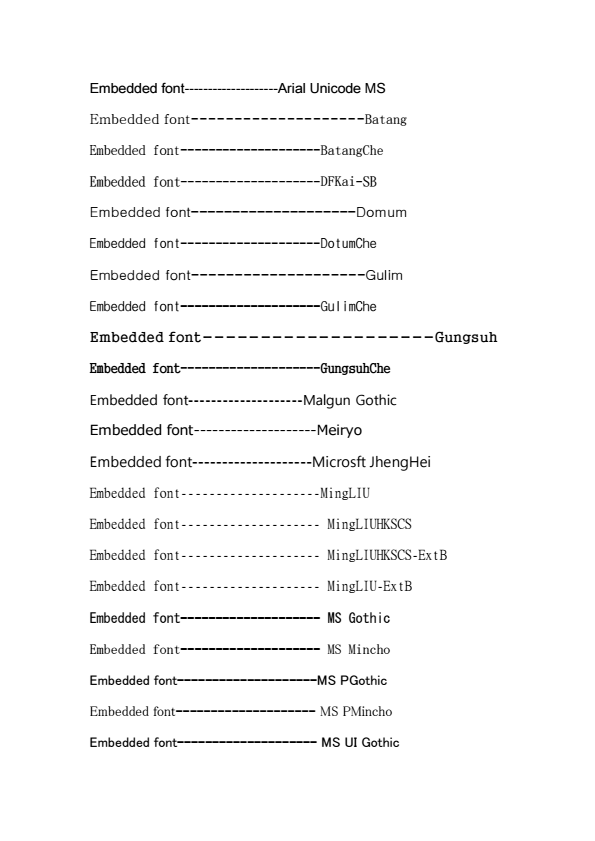 Embedded font--------------------Arial Unicode MS
Embedded font--------------------Batang
Embedded font--------------------BatangChe
Embedded font--------------------DFKai-SB
Embedded font--------------------Domum
Embedded font--------------------DotumChe
Embedded font--------------------Gulim
Embedded font--------------------GulimChe
Embedded font--------------------Gungsuh
Embedded font--------------------GungsuhChe
Embedded font--------------------Malgun Gothic
Embedded font--------------------Meiryo
Embedded font--------------------Microsft JhengHei
Embedded font--------------------MingLIU
Embedded font-------------------- MingLIUHKSCS
Embedded font-------------------- MingLIUHKSCS-ExtB
Embedded font-------------------- MingLIU-ExtB
Embedded font-------------------- MS Gothic
Embedded font-------------------- MS Mincho
Embedded font--------------------MS PGothic
Embedded font-------------------- MS PMincho
Embedded font-------------------- MS UI Gothic